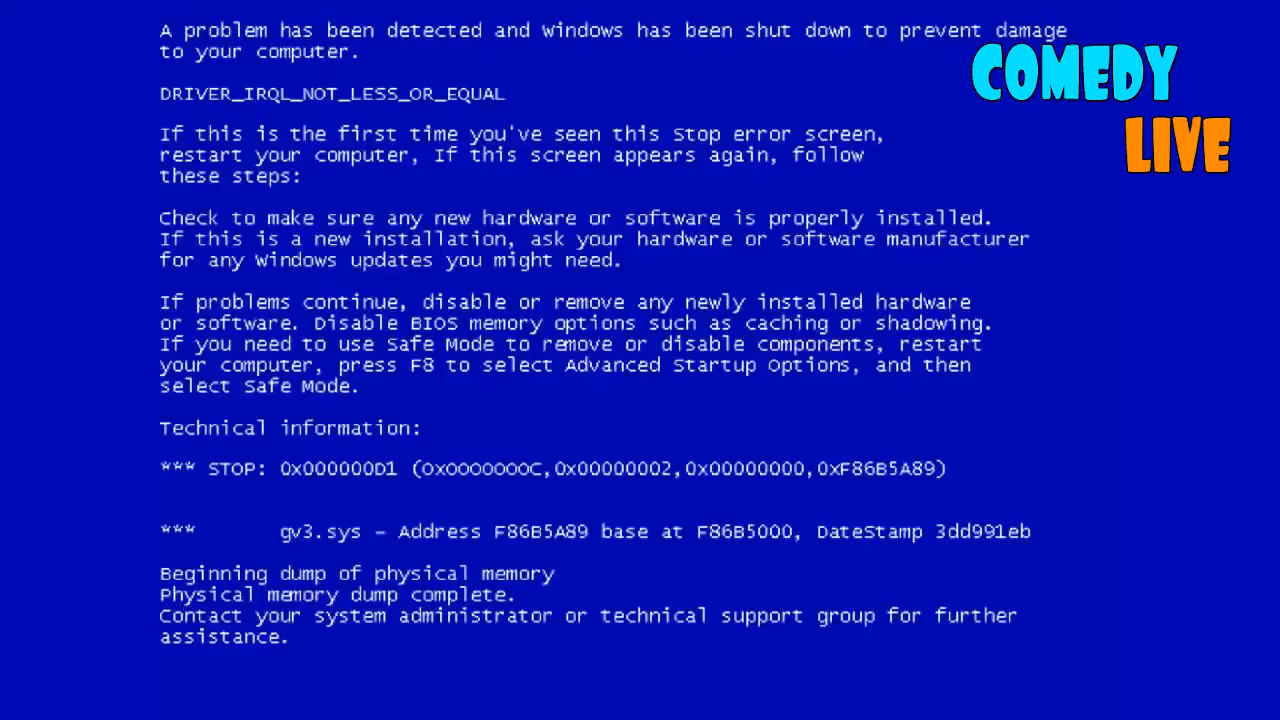 A problem has been detected and Windows has been shut down to prevent damage
to your computer.
COMEDY
LIVE
DRIVER_IRQL_NOT_LESS_OR_EQUAL
If this is the first time you've seen this Stop error screen,
restart your computer, If this screen appears again, follow
these steps:
Check to make sure any new hardware or software is properly installed.
If this is a new installation, ask your hardware or software manufacturer
for any Windows updates you might need.
If problems continue, disable or remove any newly installed hardware
or software. Disable BIOS memory options such as caching or shadowing.
If you need to use Safe Mode to remove or disable components, restart
your computer, press F8 to select Advanced Startup Options, and then
select Safe Mode.
Technical information:
*** STOP: 0x000000D1 (0x0000000C,0x00000002,0x00000000,0xF86B5A89)
*** gv3.sys – Address F86B5A89 base at F86B5000, DateStamp 3dd991eb
Beginning dump of physical memory
Physical memory dump complete.
Contact your system administrator or technical support group for further
assistance.